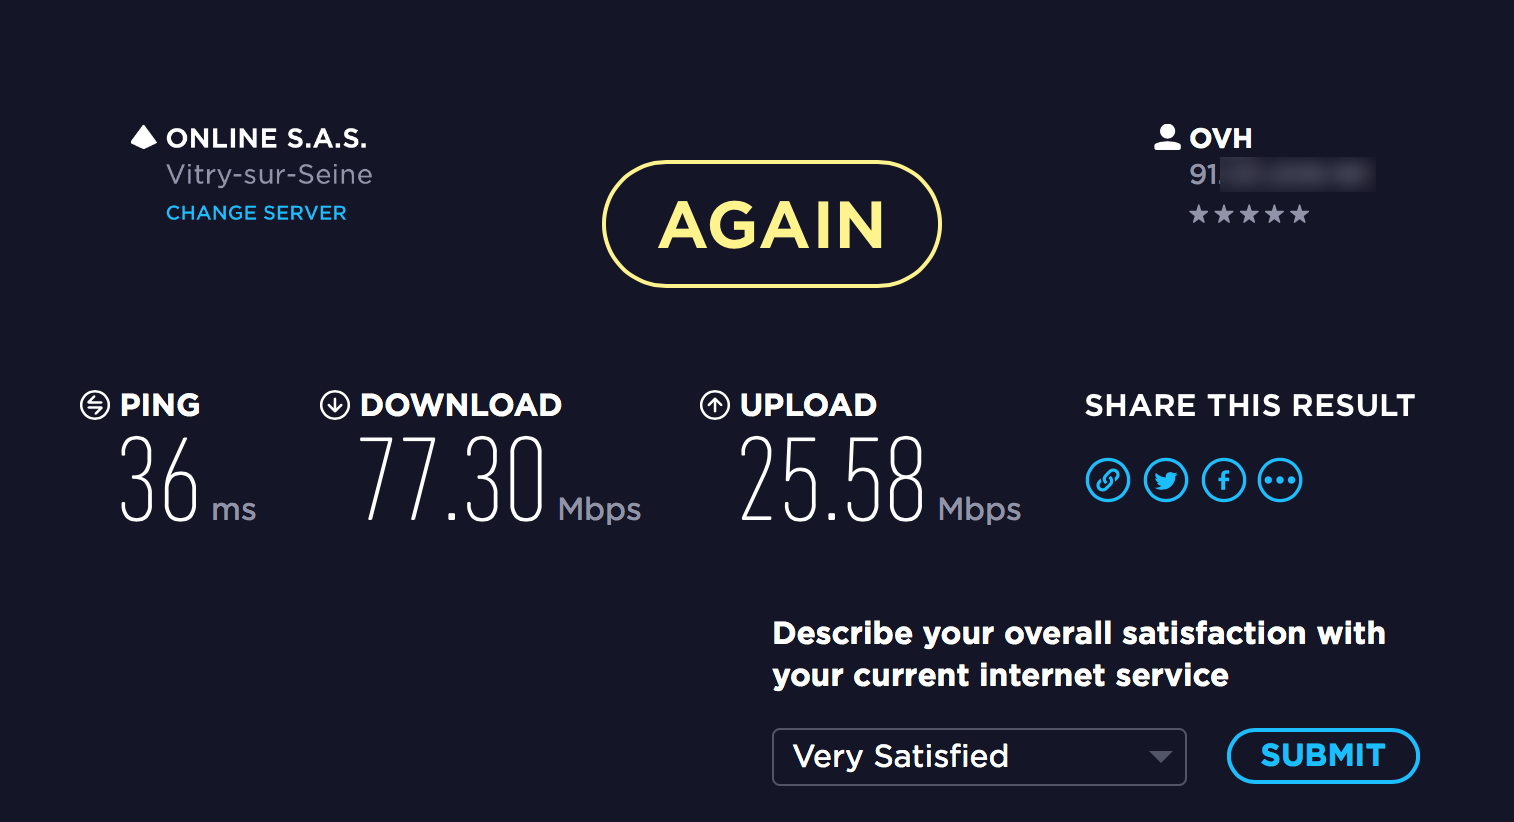 ONLINE S.A.S.
Vitry-sur-Seine
CHANGE SERVER
AGAIN
OVH
91.
PING
36 ms
DOWNLOAD
77.30 Mbps
UPLOAD
25.58 Mbps
SHARE THIS RESULT
Describe your overall satisfaction with
your current internet service
Very Satisfied
SUBMIT